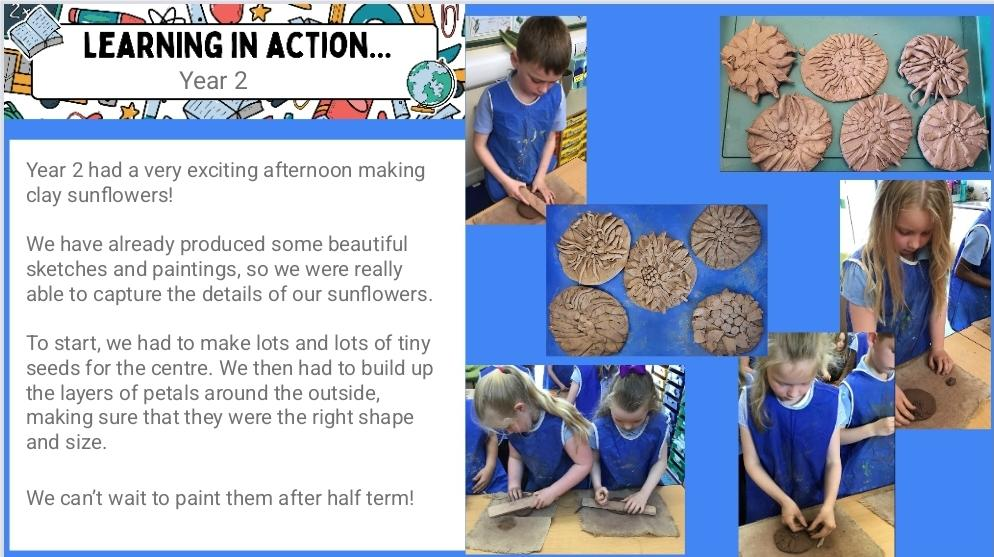 LEARNING IN ACTION...
Year 2
Year 2 had a very exciting afternoon making
clay sunflowers!
We have already produced some beautiful
sketches and paintings, so we were really
able to capture the details of our sunflowers.
To start, we had to make lots and lots of tiny
seeds for the centre. We then had to build up
the layers of petals around the outside,
making sure that they were the right shape
and size.
We can’t wait to paint them after half term!